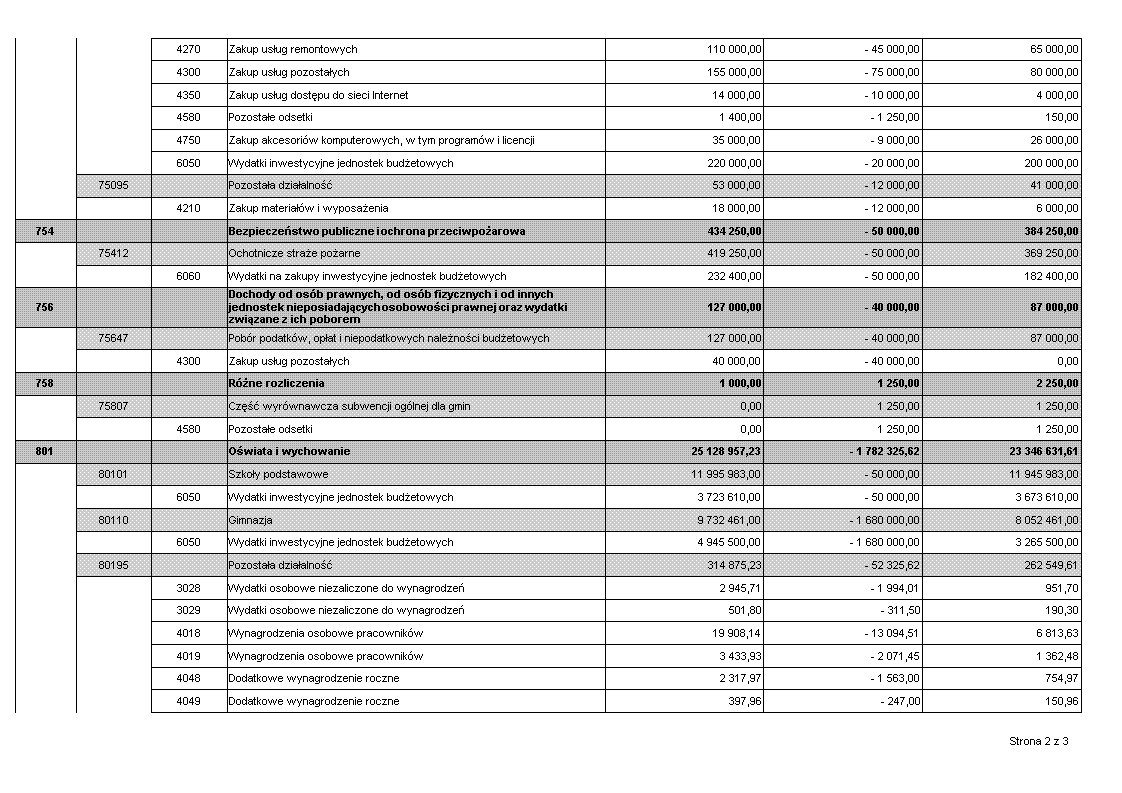 4270 Zakup usług remontowych 110 000,00 - 45 000,00 65 000,00
4300 Zakup usług pozostałych 155 000,00 - 75 000,00 80 000,00
4350 Zakup usług dostępu do sieci Internet 14 000,00 - 10 000,00 4 000,00
4580 Pozostałe odsetki 1 400,00 - 1 250,00 150,00
4750 Zakup akcesoriów komputerowych, w tym programów i licencji 35 000,00 - 9 000,00 26 000,00
6050 Wydatki inwestycyjne jednostek budżetowych 220 000,00 - 20 000,00 200 000,00
75095 Pozostała działalność 53 000,00 - 12 000,00 41 000,00
4210 Zakup materiałów i wyposażenia 18 000,00 - 12 000,00 6 000,00
754 Bezpieczeństwo publiczne i ochrona przeciwpożarowa 434 250,00 - 50 000,00 384 250,00
75412 Ochotnicze straże pożarne 419 250,00 - 50 000,00 369 250,00
6060 Wydatki na zakupy inwestycyjne jednostek budżetowych 232 400,00 - 50 000,00 182 400,00
Dochody od osób prawnych, od osób fizycznych i od innych
756 jednostek nieposiadających osobowości prawnej oraz wydatki 127 000,00 - 40 000,00 87 000,00
związane z ich poborem
75647 Pobór podatków, opłat i niepodatkowych należności budżetowych 127 000,00 - 40 000,00 87 000,00
4300 Zakup usług pozostałych 40 000,00 - 40 000,00 0,00
758 Różne rozliczenia 1 000,00 1 250,00 2 250,00
75807 Część wyrównawcza subwencji ogólnej dla gmin 0,00 1 250,00 1 250,00
4580 Pozostałe odsetki 0,00 1 250,00 1 250,00
801 Oświata i wychowanie 25 128 957,23 - 1 782 325,62 23 346 631,61
80101 Szkoły podstawowe 11 995 983,00 - 50 000,00 11 945 983,00
6050 Wydatki inwestycyjne jednostek budżetowych 3 723 610,00 - 50 000,00 3 673 610,00
80110 Gimnazja 9 732 461,00 - 1 680 000,00 8 052 461,00
6050 Wydatki inwestycyjne jednostek budżetowych 4 945 500,00 - 1 680 000,00 3 265 500,00
80195 Pozostała działalność 314 875,23 - 52 325,62 262 549,61
3028 Wydatki osobowe niezaliczone do wynagrodzeń 2 945,71 - 1 994,01 951,70
3029 Wydatki osobowe niezaliczone do wynagrodzeń 501,80 - 311,50 190,30
4018 Wynagrodzenia osobowe pracowników 19 908,14 - 13 094,51 6 813,63
4019 Wynagrodzenia osobowe pracowników 3 433,93 - 2 071,45 1 362,48
4048 Dodatkowe wynagrodzenie roczne 2 317,97 - 1 563,00 754,97
4049 Dodatkowe wynagrodzenie roczne 397,96 - 247,00 150,96
Strona 2 z 3